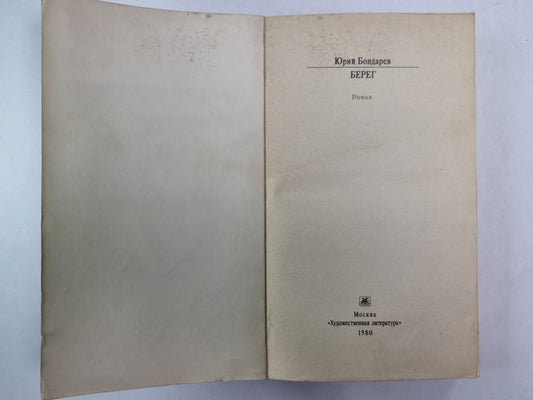 Юрий Бондарев
БЕРЕГ
Роман
Москва
«Художественная литература»
1980